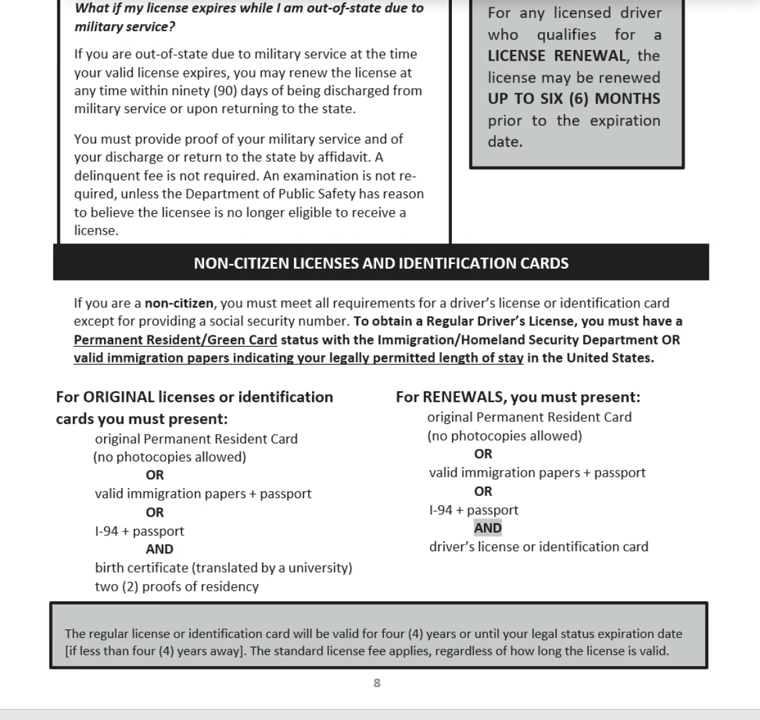 What if my license expires while I am out-of-state due to
military service?
If you are out-of-state due to military service at the time
your valid license expires, you may renew the license at
any time within ninety (90) days of being discharged from
military service or upon returning to the state.
You must provide proof of your military service and of
your discharge or return to the state by affidavit. A
delinquent fee is not required. An examination is not re-
quired, unless the Department of Public Safety has reason
to believe the licensee is no longer eligible to receive a
license.
For any licensed driver
who qualifies for a
LICENSE RENEWAL, the
license may be renewed
UP TO SIX (6) MONTHS
prior to the expiration
date.
NON-CITIZEN LICENSES AND IDENTIFICATION CARDS
If you are a non-citizen, you must meet all requirements for a driver's license or identification card
except for providing a social security number. To obtain a Regular Driver's License, you must have a
Permanent Resident/Green Card status with the Immigration/Homeland Security Department OR
valid immigration papers indicating your legally permitted length of stay in the United States.
For ORIGINAL licenses or identification
cards you must present:
original Permanent Resident Card
(no photocopies allowed)
OR
valid immigration papers + passport
OR
I-94 + passport
AND
birth certificate (translated by a university)
two (2) proofs of residency
For RENEWALS, you must present:
original Permanent Resident Card
(no photocopies allowed)
OR
valid immigration papers + passport
OR
I-94 + passport
AND
driver's license or identification card
The regular license or identification card will be valid for four (4) years or until your legal status expiration date
[if less than four (4) years away]. The standard license fee applies, regardless of how long the license is valid.
8